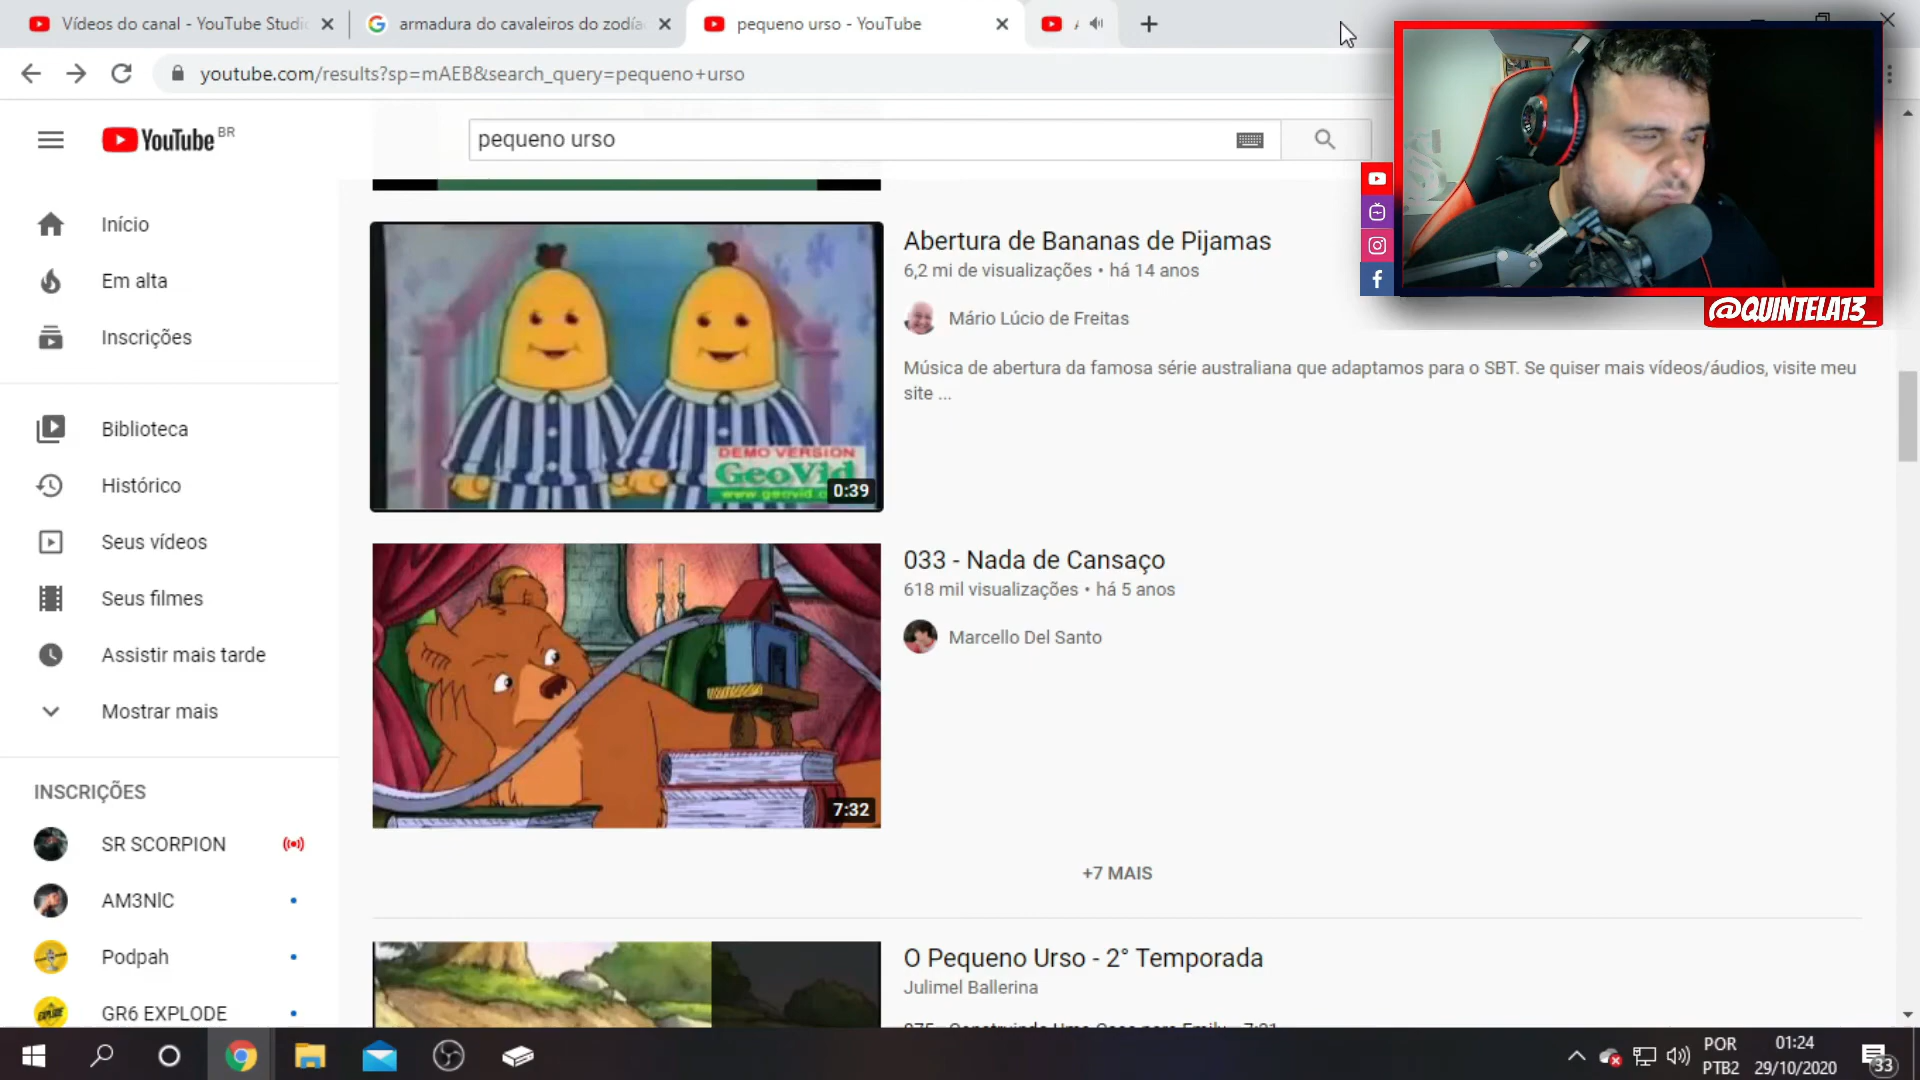 Vídeos do canal - YouTube Studio
armadura do cavaleiros do zodía
pequeno urso - YouTube
youtube.com/results?sp=mAEB&search_query=pequeno+urso
YouTube BR
pequeno urso
Início
Em alta
Inscrições
Biblioteca
Histórico
Seus vídeos
Seus filmes
Assistir mais tarde
Mostrar mais
INSCRIÇÕES
SR SCORPION
AM3NIC
Podpah
GR6 EXPLODE
Abertura de Bananas de Pijamas
6,2 mi de visualizações • há 14 anos
Mário Lúcio de Freitas
Música de abertura da famosa série australiana que adaptamos para o SBT. Se quiser mais vídeos/áudios, visite meu
site ...
DEMO VERSION
GeoVid
0:39
033 - Nada de Cansaço
618 mil visualizações • há 5 anos
Marcello Del Santo
7:32
+7 MAIS
O Pequeno Urso - 2° Temporada
Julimel Ballerina
@QUINTELA13_
POR
PTB2
01:24
29/10/2020
33